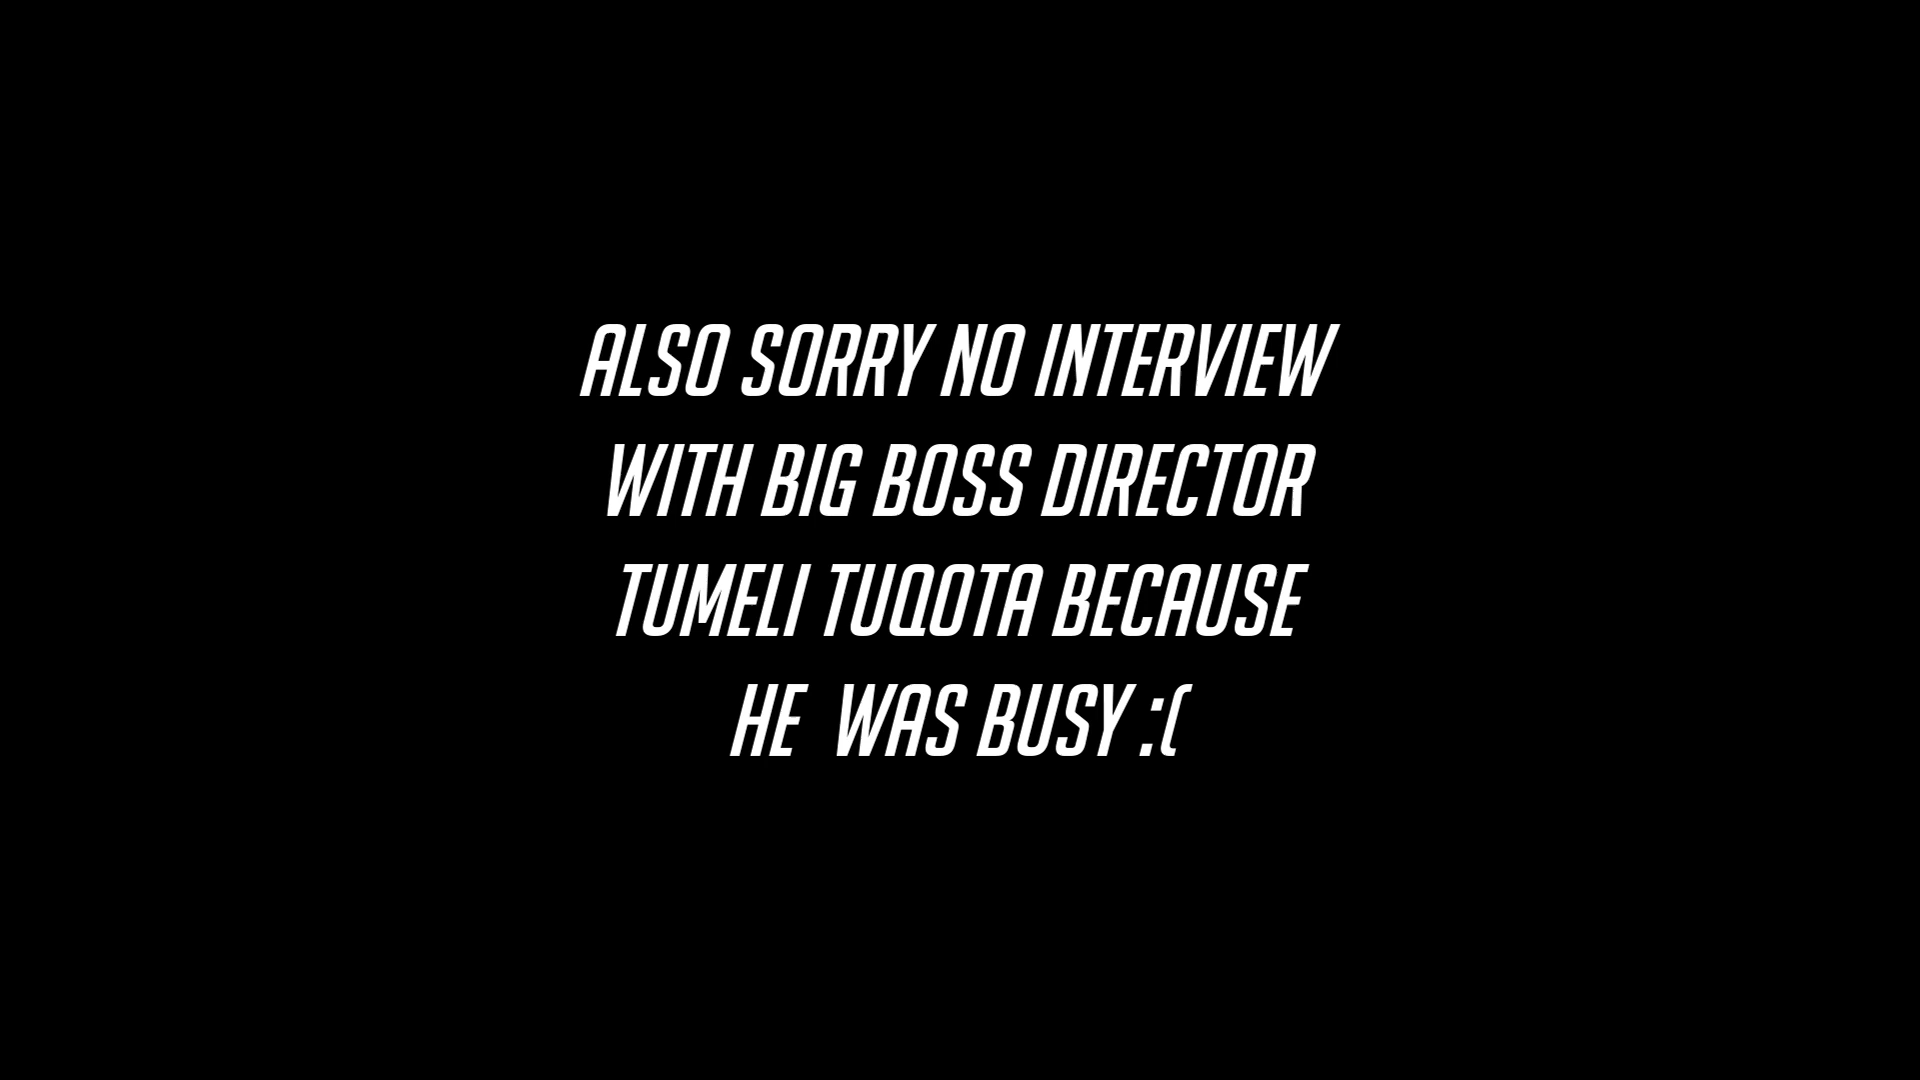 ALSO SORRY NO INTERVIEW
WITH BIG BOSS DIRECTOR
TUMELI TUQOTA BECAUSE
HE  WAS BUSY :(